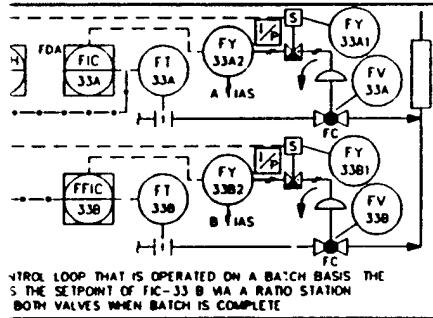 H
FDA
FIC
33A
FT
33A
FY
33A2
I/P
S
FY
33A1
FV
33A
A IAS
FC
FFIC
33B
FT
33B
FY
33B2
I/P
S
FY
33B1
FV
33B
B IAS
FC
NTROL LOOP THAT IS OPERATED ON A BATCH BASIS THE
S THE SETPOINT OF FIC-33 B VIA A RATIO STATION
BOTH VALVES WHEN BATCH IS COMPLETE